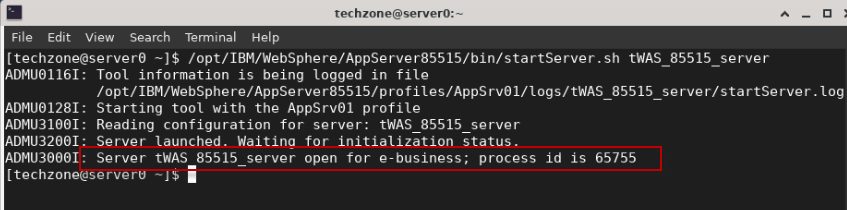 techzone@server0:~
File Edit View Search Terminal Help
[techzone@server0 ~]$ /opt/IBM/WebSphere/AppServer85515/bin/startServer.sh tWAS_85515_server
ADMU0116I: Tool information is being logged in file
/opt/IBM/WebSphere/AppServer85515/profiles/AppSrv01/logs/tWAS_85515_server/startServer.log
ADMU0128I: Starting tool with the AppSrv01 profile
ADMU3100I: Reading configuration for server: tWAS_85515_server
ADMU3200I: Server launched. Waiting for initialization status.
ADMU3000I: Server tWAS_85515_server open for e-business; process id is 65755
[techzone@server0 ~]$